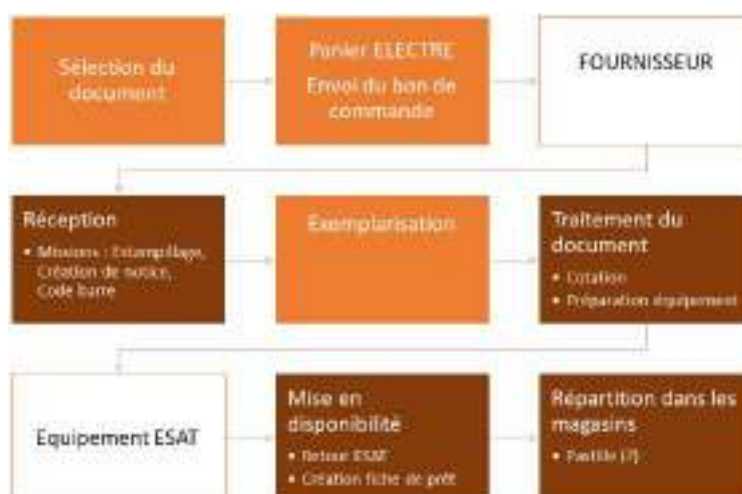 Sélection du
document
Panier ELECTRE
Envoi du bon de
commande
FOURNISSEUR
Réception
• Missions : Estampillage,
Création de notice,
Code barre
Exemplarisation
Traitement du
document
• Cotation
• Préparation équipement
Equipement ESAT
Mise en
disponibilité
• Retour ESAT
• Création fiche de prêt
Répartition dans les
magasins
• Pastille (?)